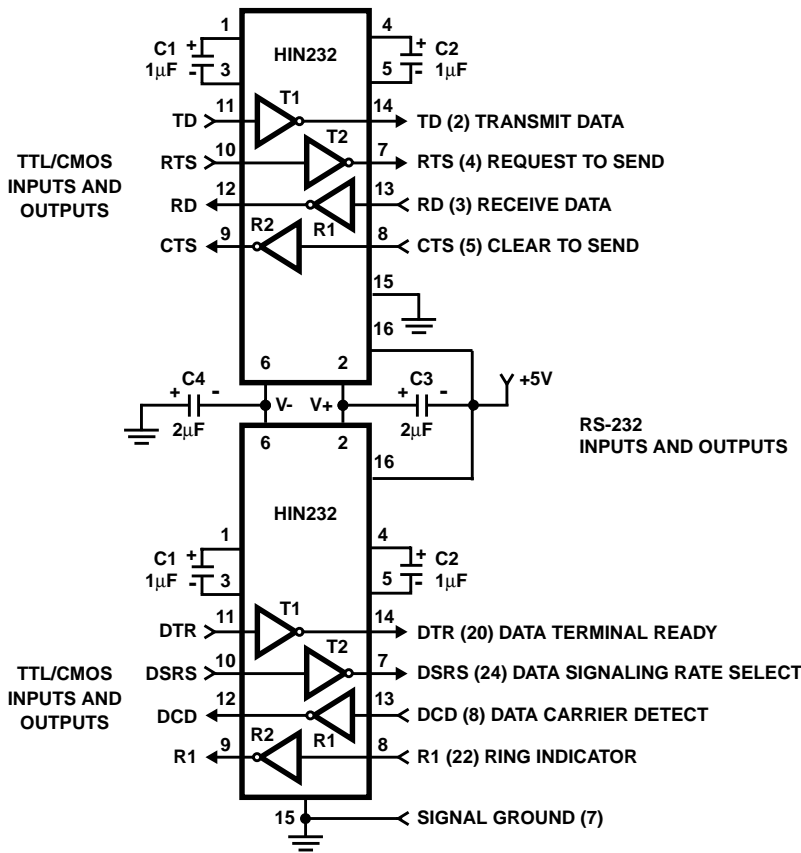 1
4
C1
+
1μF
-
3
HIN232
+
C2
-
1μF
5
T1
11
14
TD
TD (2) TRANSMIT DATA
T2
10
7
RTS
RTS (4) REQUEST TO SEND
TTL/CMOS
INPUTS AND
OUTPUTS
12
13
RD
RD (3) RECEIVE DATA
R2
R1
9
8
CTS
CTS (5) CLEAR TO SEND
15
16
6
2
C4
+
-
2μF
V-
V+
C3
+
-
2μF
+5V
RS-232
INPUTS AND OUTPUTS
6
2
16
HIN232
1
4
C1
+
1μF
-
3
+
C2
-
1μF
5
T1
11
14
DTR
DTR (20) DATA TERMINAL READY
T2
10
7
DSRS
DSRS (24) DATA SIGNALING RATE SELECT
TTL/CMOS
INPUTS AND
OUTPUTS
12
13
DCD
DCD (8) DATA CARRIER DETECT
R2
R1
9
8
R1
R1 (22) RING INDICATOR
15
SIGNAL GROUND (7)